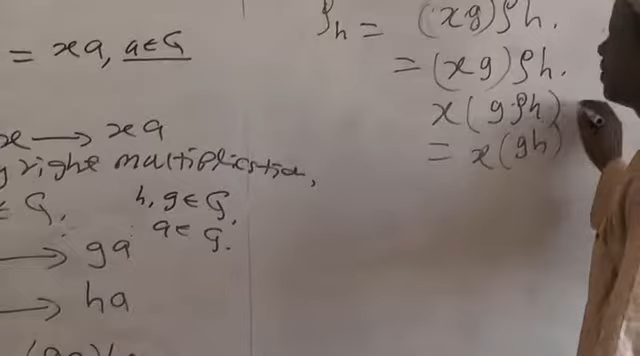 = xa, a∈G
x → xa
right multiplication,
∈ G. h, g ∈ G.
a ∈ G.
→ ga
→ ha
ρh = (xg)ρh.
= (xg)ρh.
x(gρh)
= x(gh)